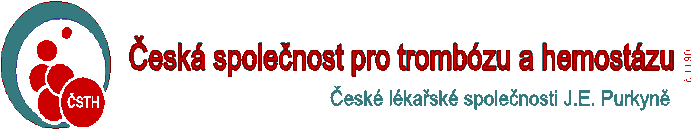 Česká společnost pro trombózu a hemostázu
České lékařské společnosti J.E. Purkyně
ČSTH